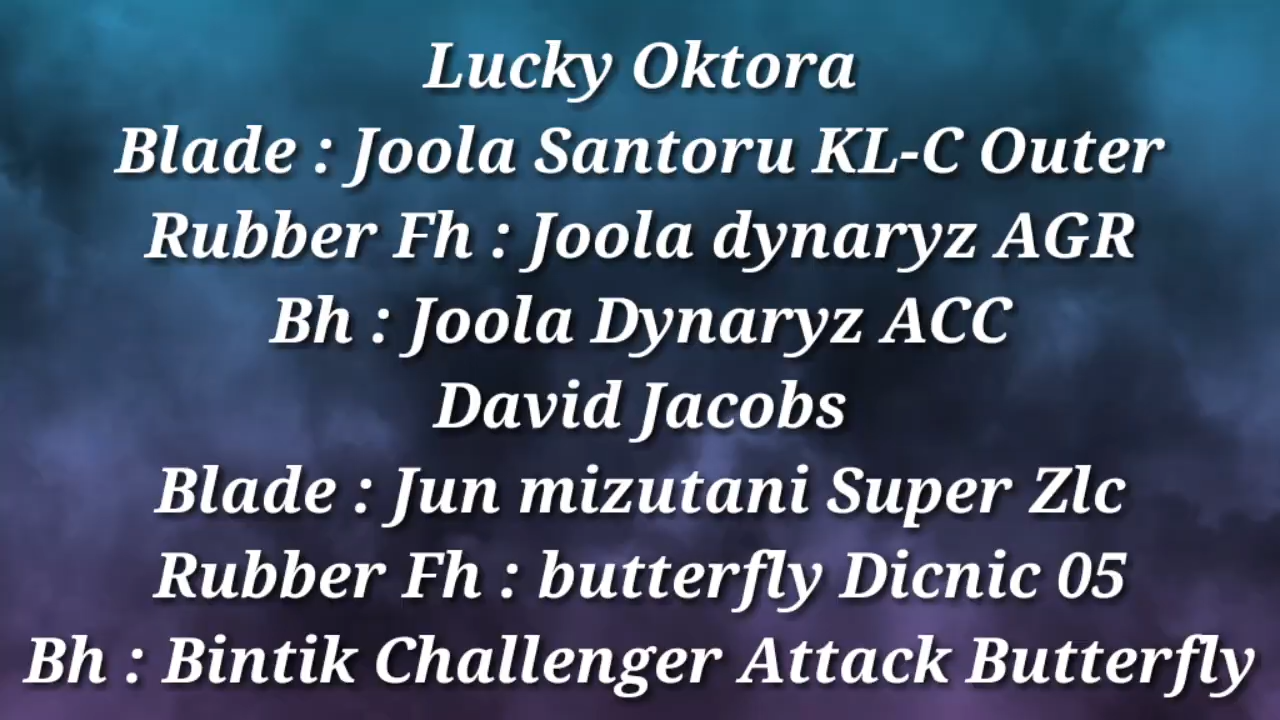 Lucky Oktora
Blade : Joola Santoru KL-C Outer
Rubber Fh : Joola dynaryz AGR
Bh : Joola Dynaryz ACC
David Jacobs
Blade : Jun mizutani Super Zlc
Rubber Fh : butterfly Dicnic 05
Bh : Bintik Challenger Attack Butterfly